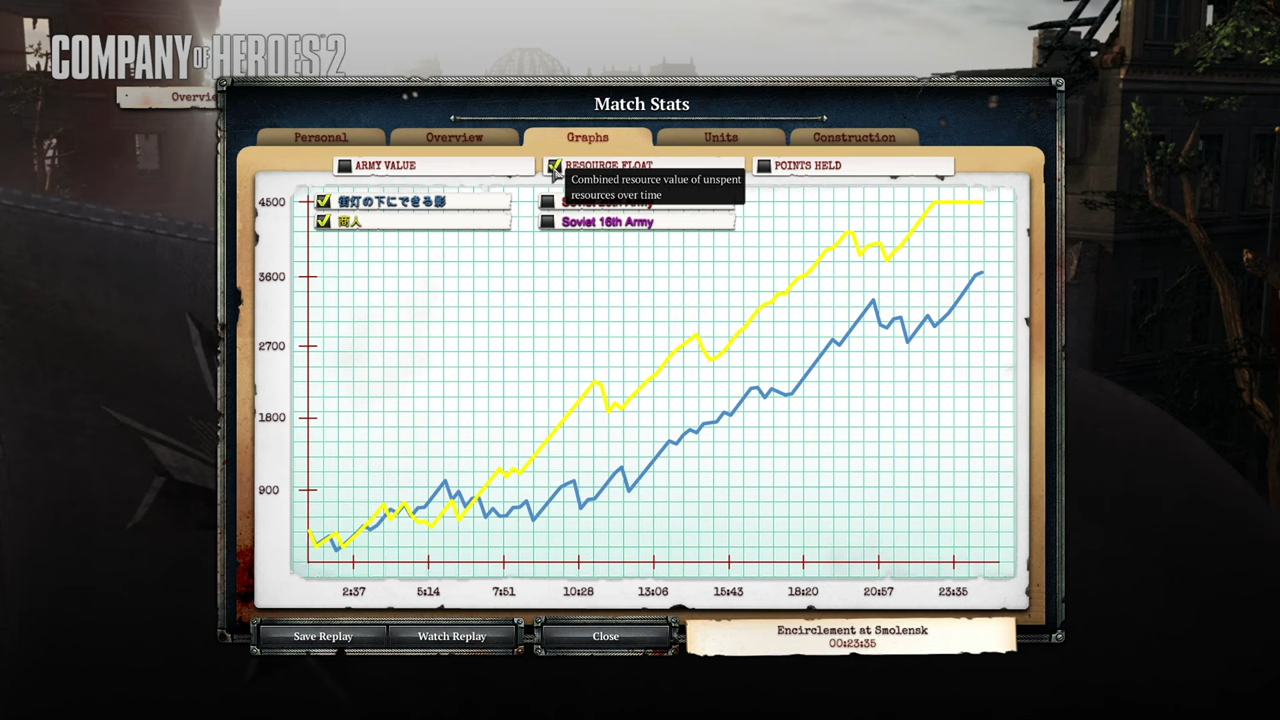 COMPANY OF HEROES 2
Overvie
Match Stats
Personal
Overview
Graphs
Units
Construction
ARMY VALUE
RESOURCE FLOAT
POINTS HELD
Combined resource value of unspent
resources over time
街灯の下にできる影
商人
Soviet 16th Army
4500
3600
2700
1800
900
2:37
5:14
7:51
10:28
13:06
15:43
18:20
20:57
23:35
Save Replay
Watch Replay
Close
Encirclement at Smolensk
00:23:35